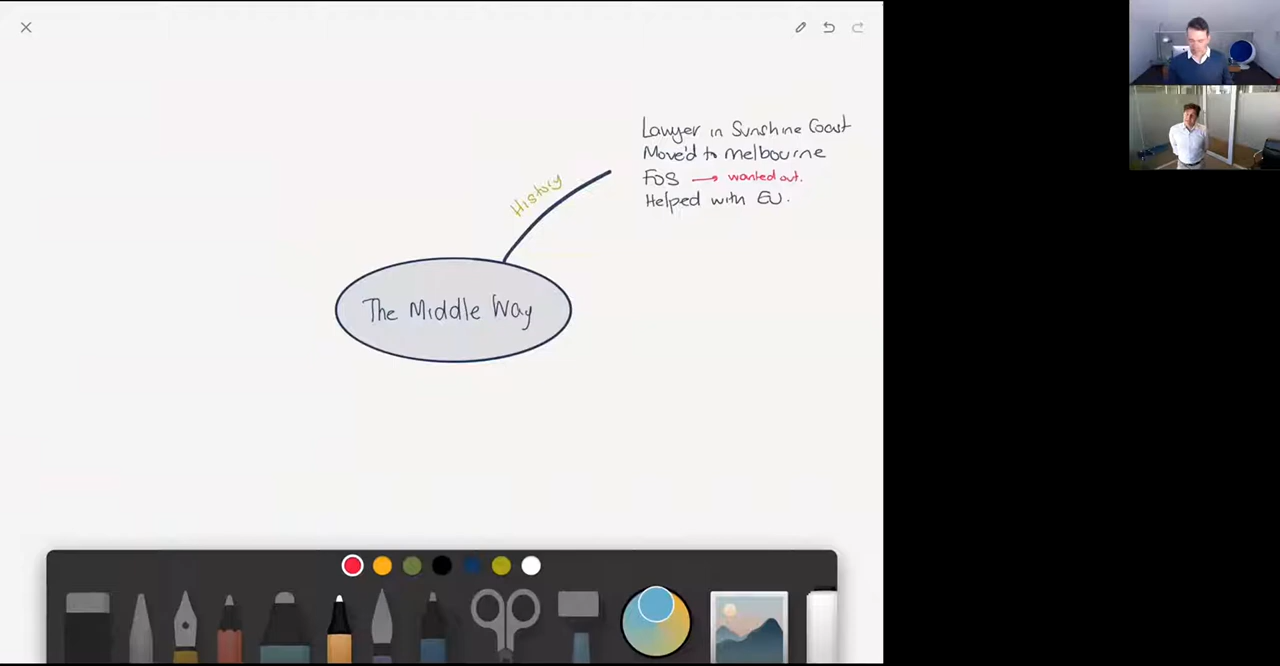 Lawyer in Sunshine Coast
Move'd to Melbourne
FOS → wanted out.
Helped with EU.
History
The Middle Way